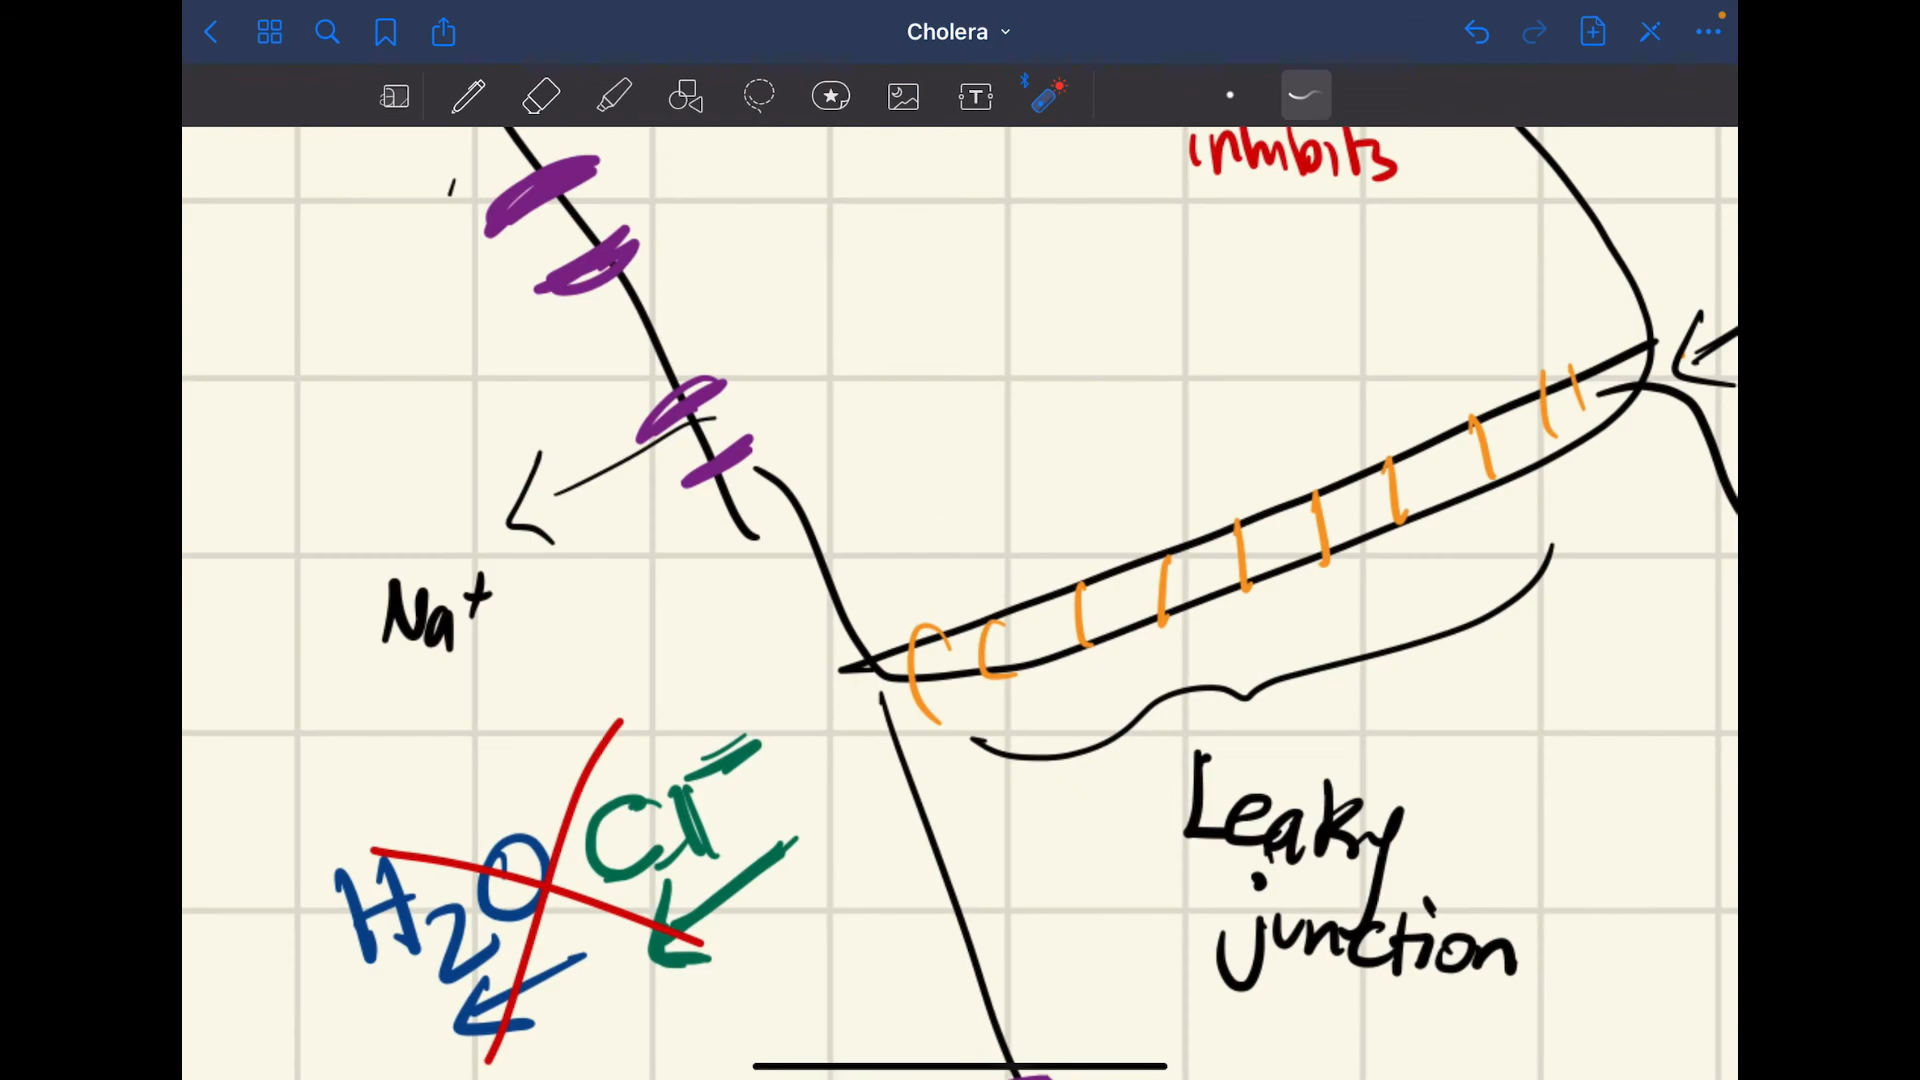 Cholera
inhibits
Na+
Cl-
H2O
Leaky
junction